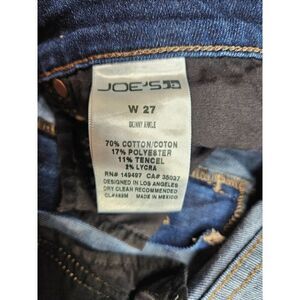 JOE'S
W 27
SKINNY ANKLE
70% COTTON/COTON
17% POLYESTER
11% TENCEL
2% LYCRA
RN# 149497 CA# 35037
DESIGNED IN LOS ANGELES
DRY CLEAN RECOMMENDED
MADE IN MEXICO